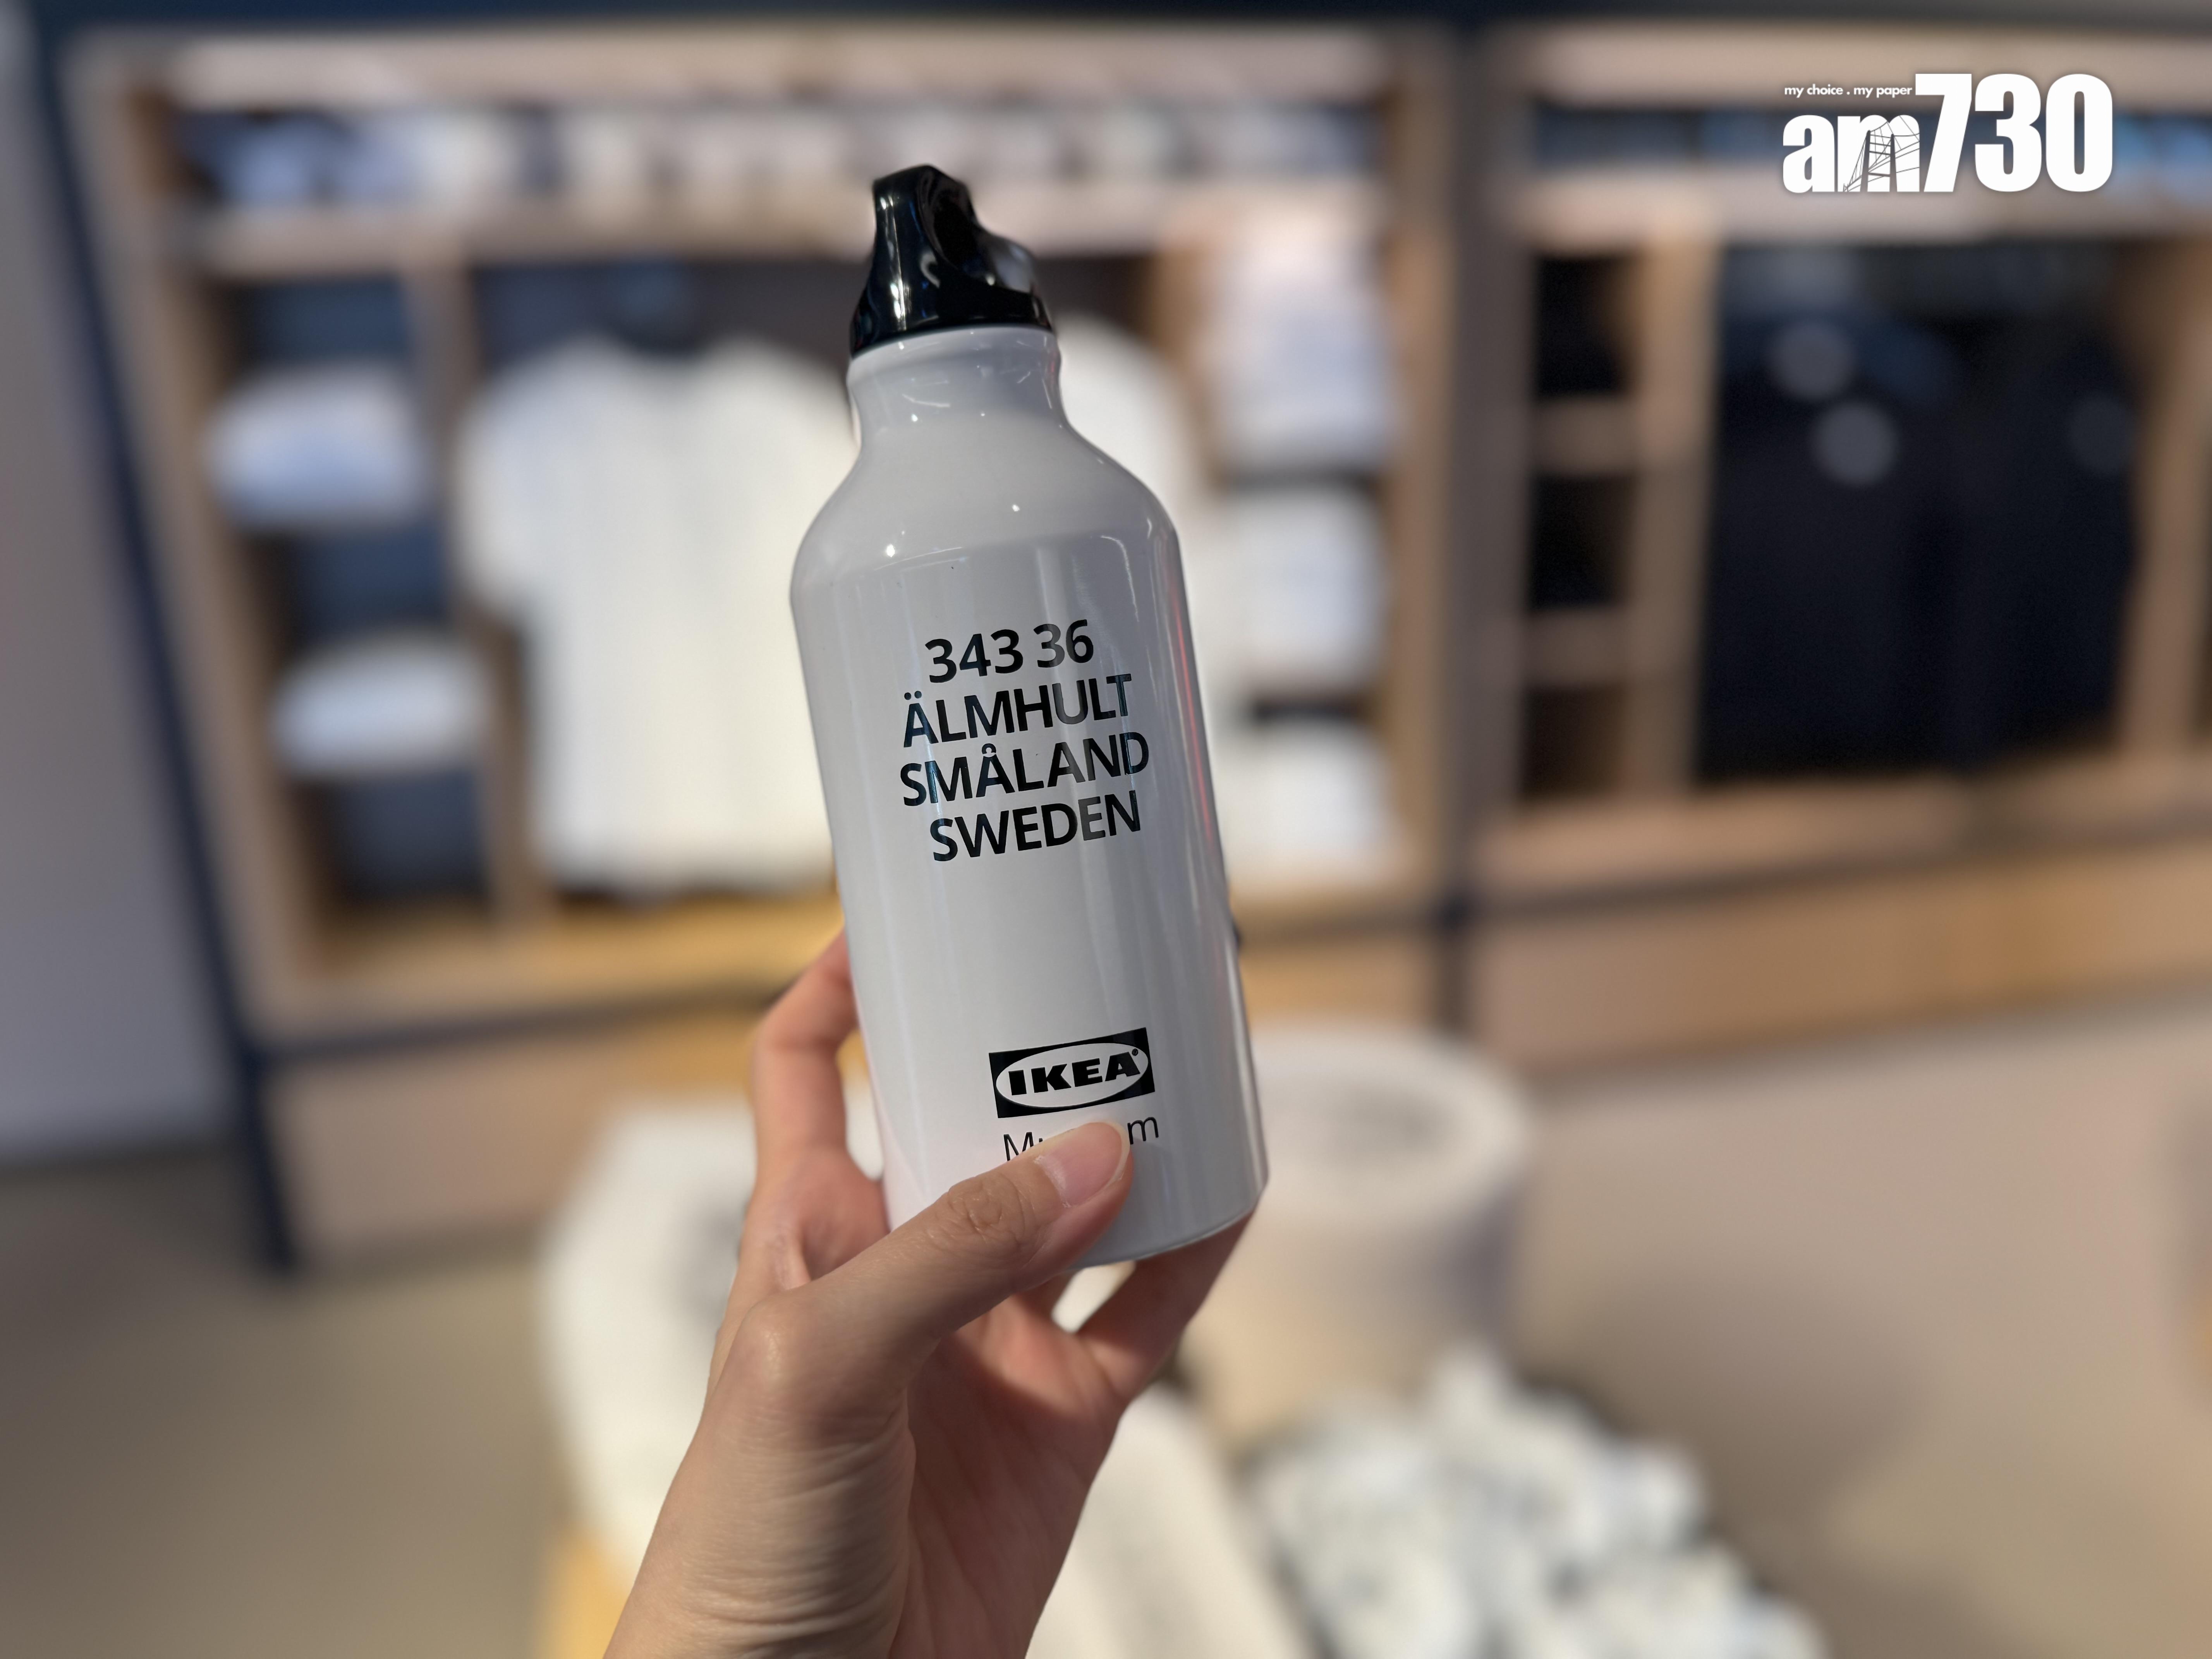 my choice . my paper
am730
343 36
ÄLMHULT
SMÅLAND
SWEDEN
IKEA